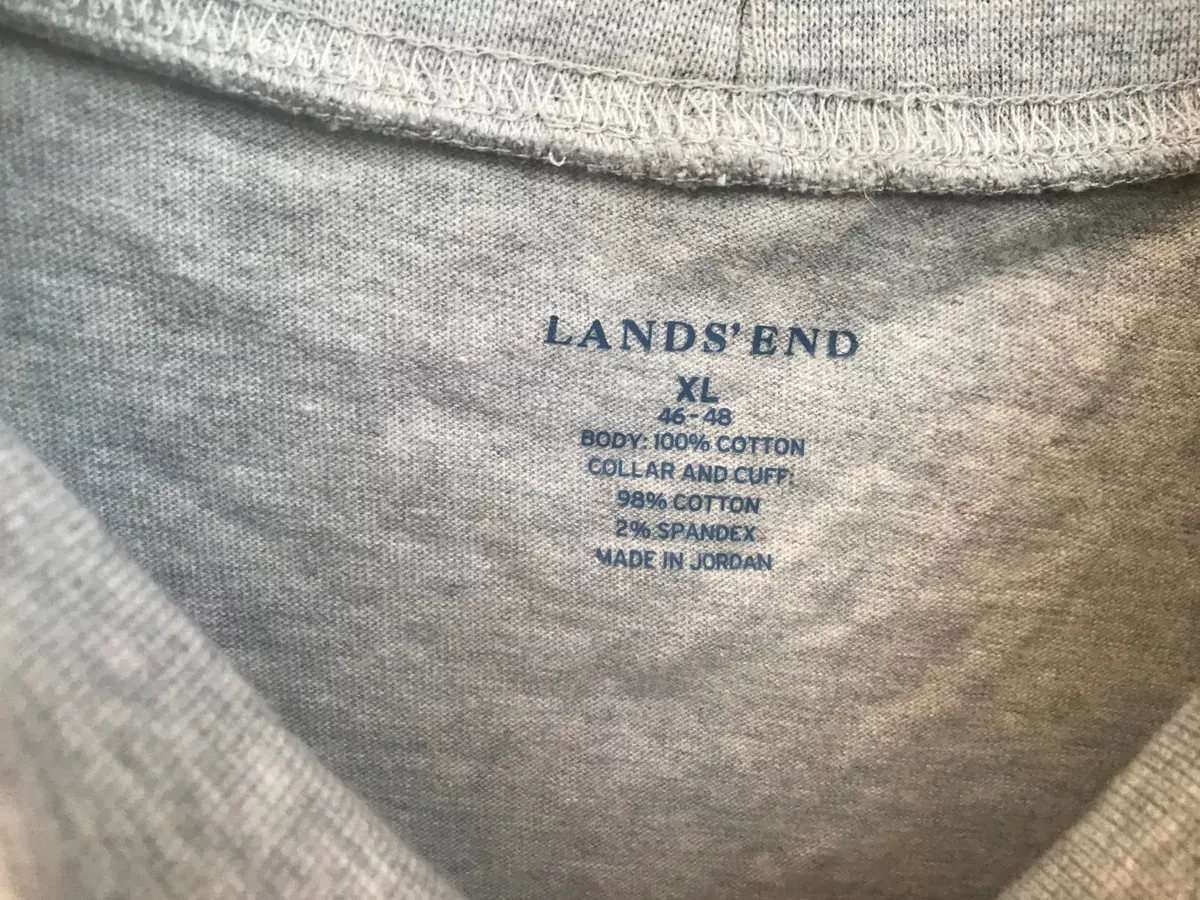 LANDS' END
XL
46-48
BODY: 100% COTTON
COLLAR AND CUFF:
98% COTTON
2% SPANDEX
MADE IN JORDAN